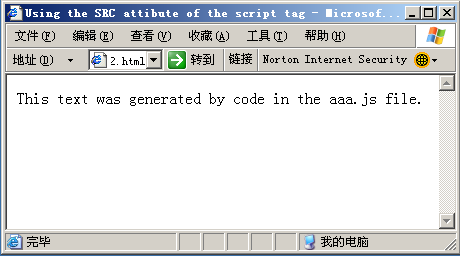 Using the SRC attibute of the script tag - Microsof...
文件(F) 编辑(E) 查看(V) 收藏(A) 工具(T) 帮助(H)
地址(D) 2.html 转到 链接 Norton Internet Security
This text was generated by code in the aaa.js file.
完毕 我的电脑